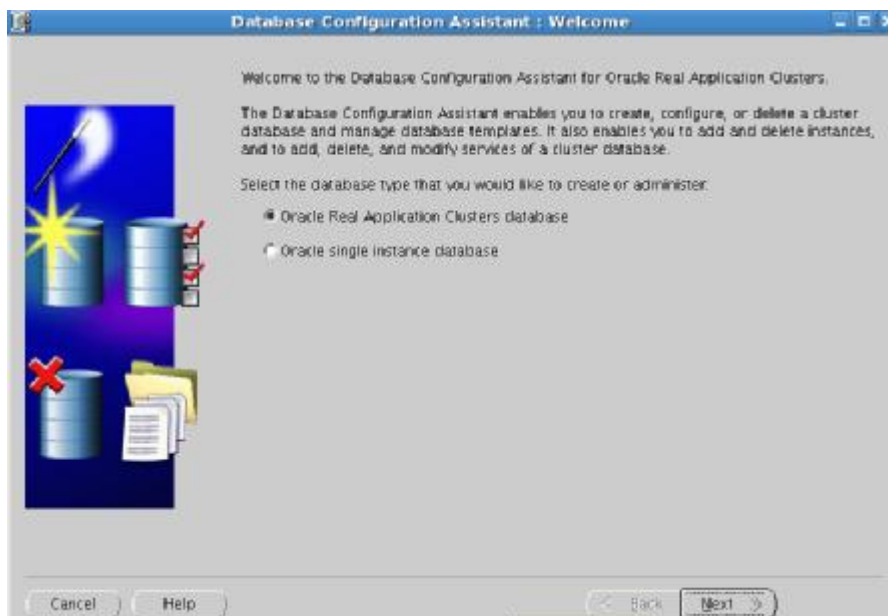 Database Configuration Assistant : Welcome
Welcome to the Database Configuration Assistant for Oracle Real Application Clusters.
The Database Configuration Assistant enables you to create, configure, or delete a cluster
database and manage database templates. It also enables you to add and delete instances,
and to add, delete, and modify services of a cluster database.
Select the database type that you would like to create or administer:
Oracle Real Application Clusters database
Oracle single instance database
Cancel
Help
Back
Next